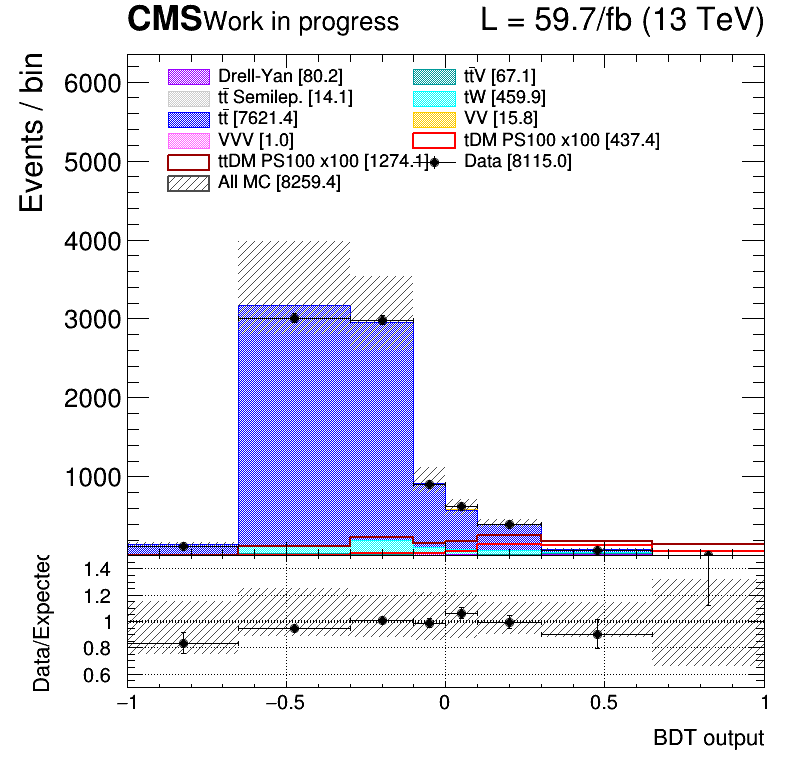 CMS Work in progress L = 59.7/fb (13 TeV)
Events / bin
Drell-Yan [80.2] tt̄V [67.1]
tt̄ Semilep. [14.1] tW [459.9]
tt̄ [7621.4] VV [15.8]
VVV [1.0] tDM PS100 x100 [437.4]
ttDM PS100 x100 [1274.1] Data [8115.0]
All MC [8259.4]
6000
5000
4000
3000
2000
1000
Data/Expected
1.4
1.2
1
0.8
0.6
−1 −0.5 0 0.5 1
BDT output